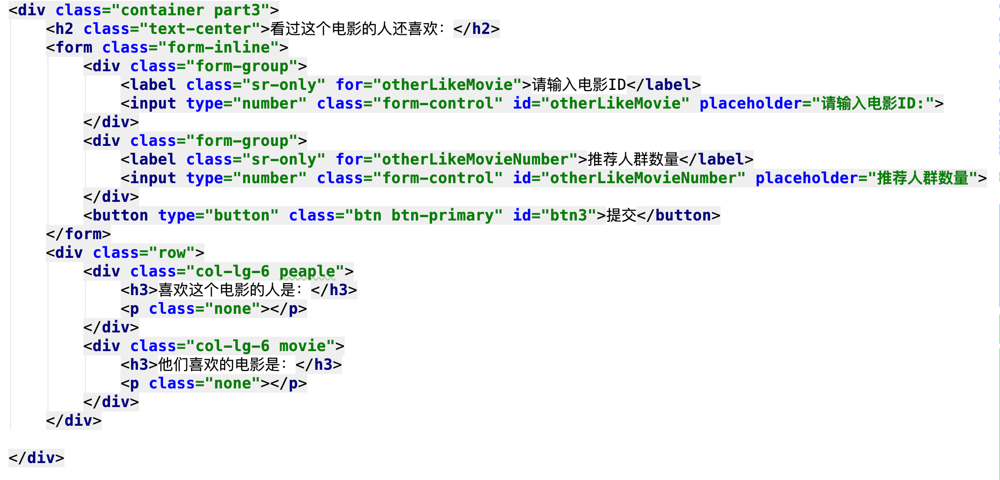 <div class="container part3">
<h2 class="text-center">看过这个电影的人还喜欢：</h2>
<form class="form-inline">
<div class="form-group">
<label class="sr-only" for="otherLikeMovie">请输入电影ID</label>
<input type="number" class="form-control" id="otherLikeMovie" placeholder="请输入电影ID:">
</div>
<div class="form-group">
<label class="sr-only" for="otherLikeMovieNumber">推荐人群数量</label>
<input type="number" class="form-control" id="otherLikeMovieNumber" placeholder="推荐人群数量">
</div>
<button type="button" class="btn btn-primary" id="btn3">提交</button>
</form>
<div class="row">
<div class="col-lg-6 peaple">
<h3>喜欢这个电影的人是：</h3>
<p class="none"></p>
</div>
<div class="col-lg-6 movie">
<h3>他们喜欢的电影是：</h3>
<p class="none"></p>
</div>
</div>
</div>